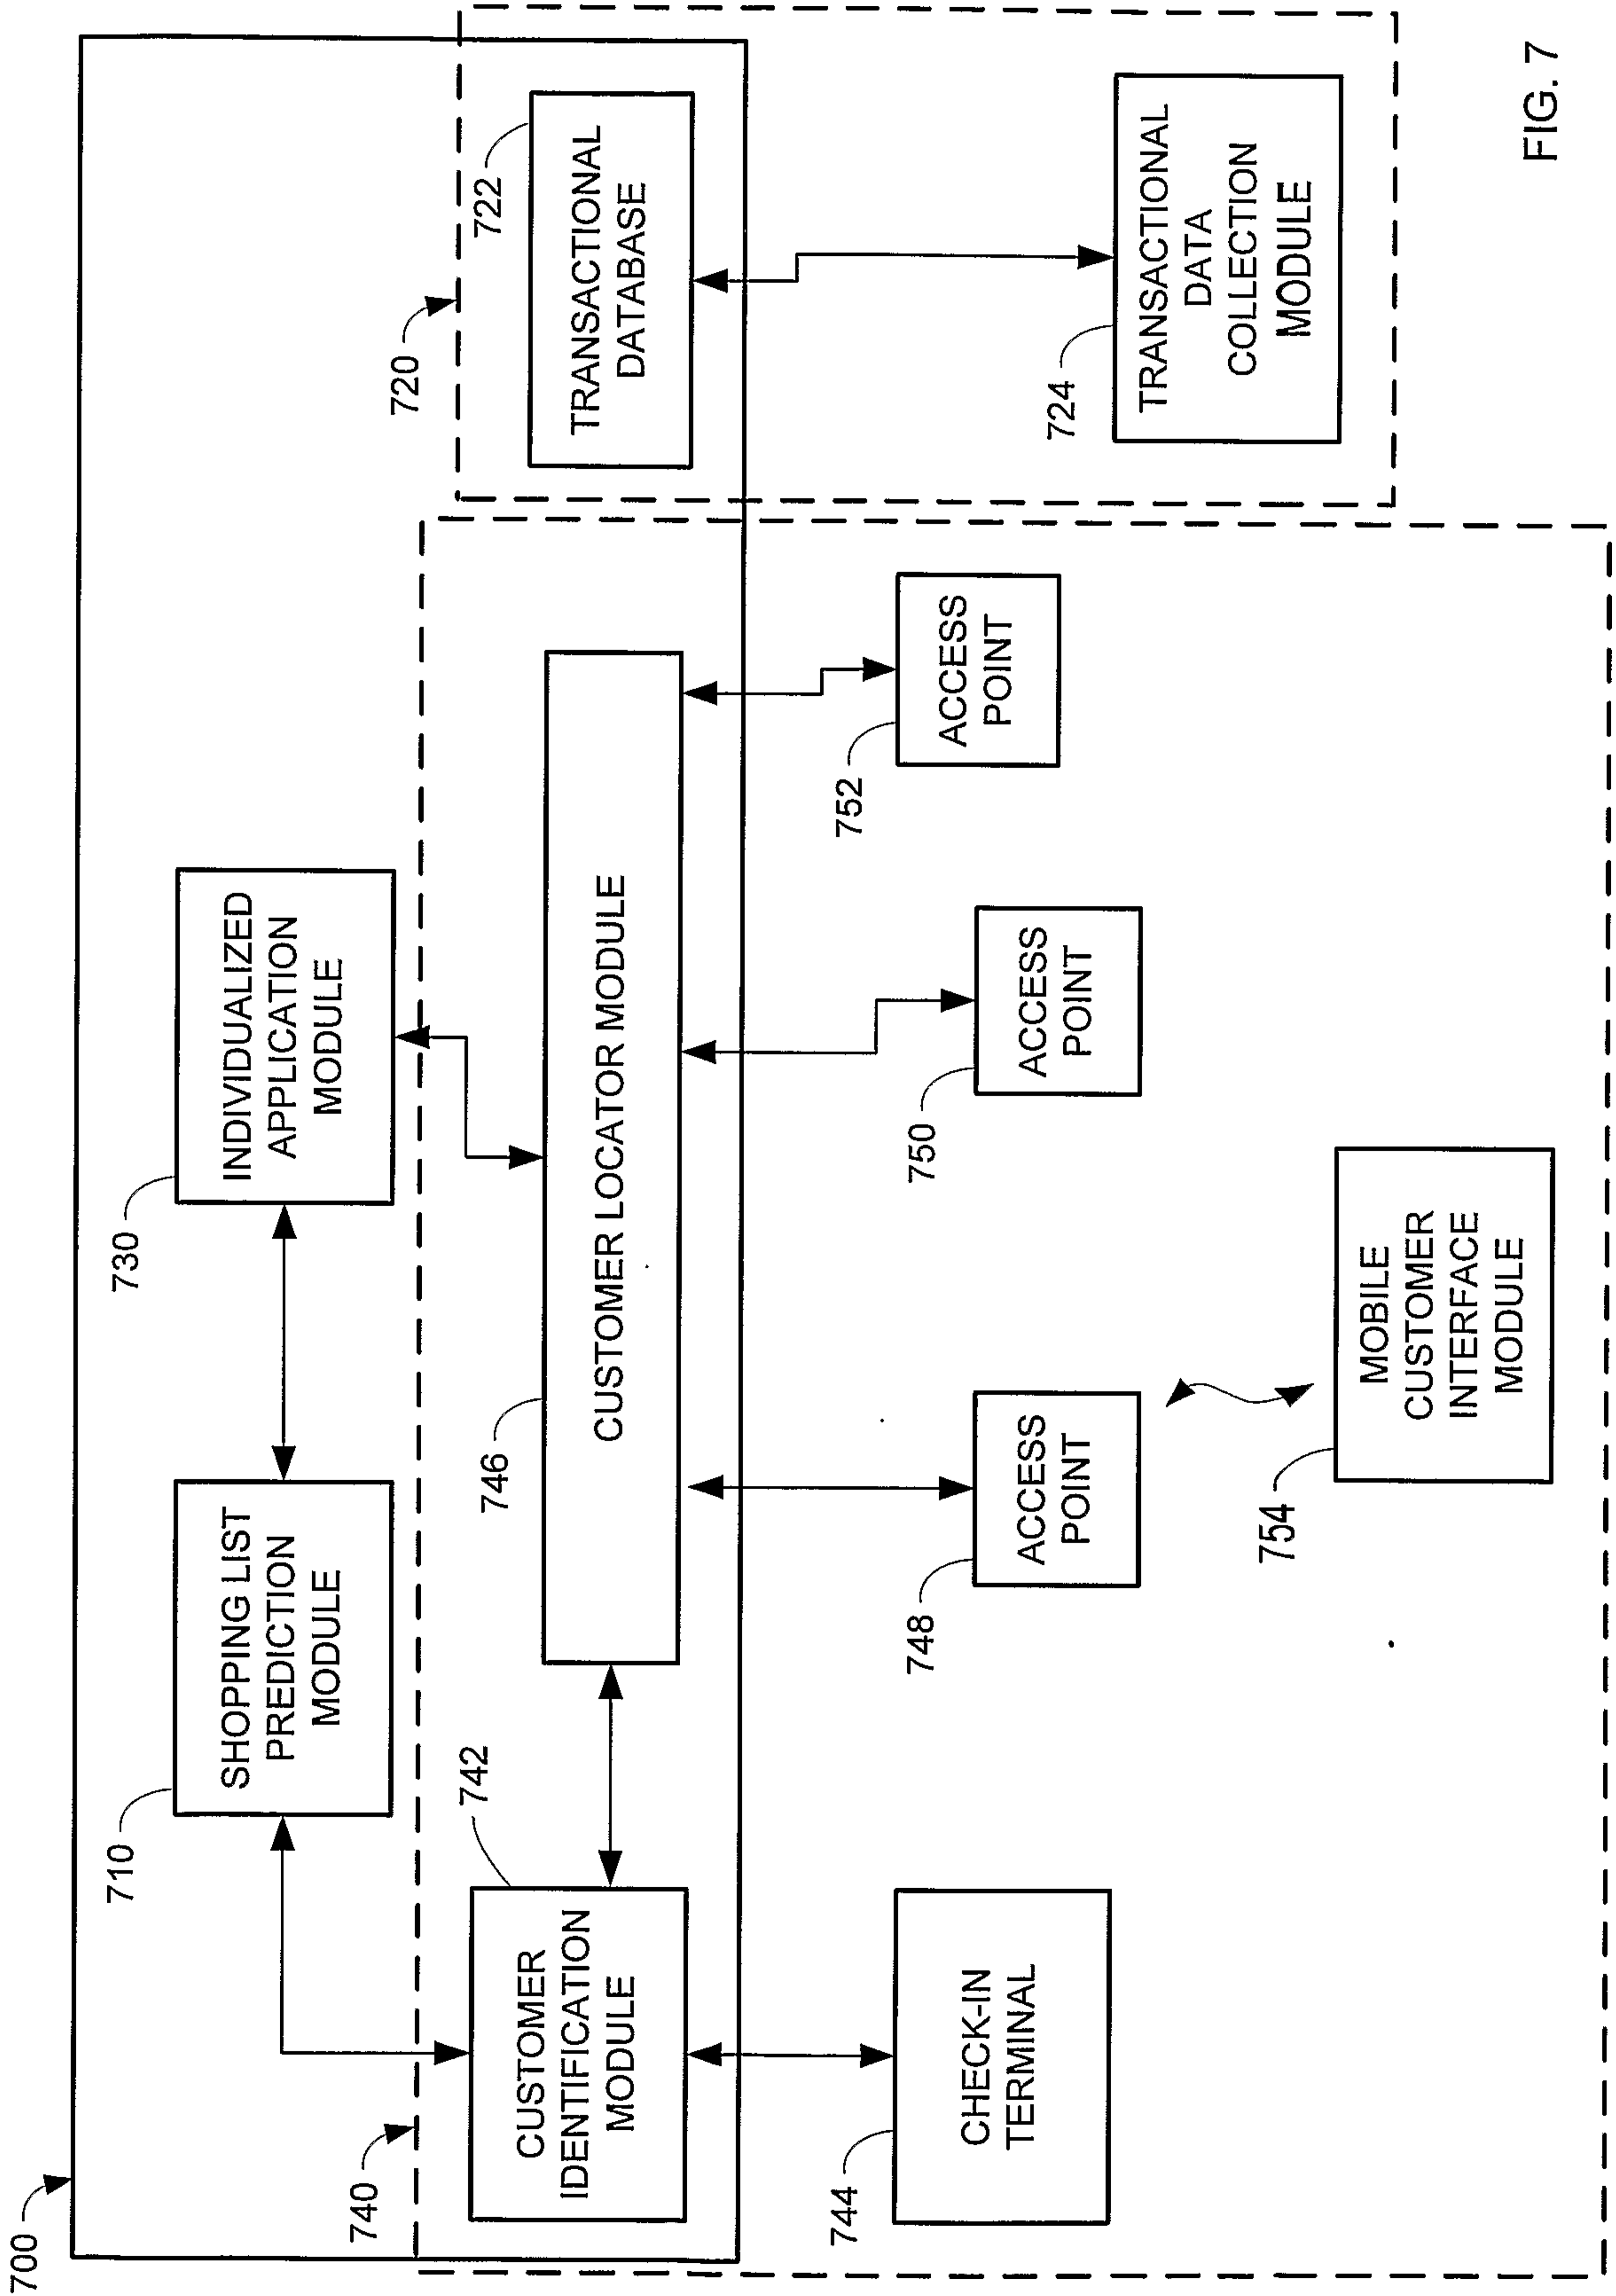 700
710
SHOPPING LIST
PREDICTION
MODULE
730
INDIVIDUALIZED
APPLICATION
MODULE
720
722
TRANSACTIONAL
DATABASE
740
742
CUSTOMER
IDENTIFICATION
MODULE
746
CUSTOMER LOCATOR MODULE
744
CHECK-IN
TERMINAL
748
ACCESS
POINT
750
ACCESS
POINT
752
ACCESS
POINT
724
TRANSACTIONAL
DATA
COLLECTION
MODULE
754
MOBILE
CUSTOMER
INTERFACE
MODULE
FIG. 7